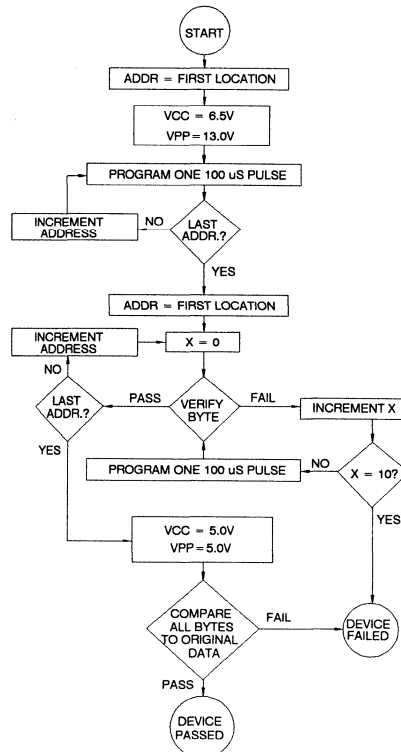 START
ADDR = FIRST LOCATION
VCC = 6.5V
VPP = 13.0V
PROGRAM ONE 100 uS PULSE
INCREMENT
ADDRESS
NO
LAST
ADDR.?
YES
ADDR = FIRST LOCATION
INCREMENT
ADDRESS
X = 0
NO
LAST
ADDR.?
PASS
VERIFY
BYTE
FAIL
INCREMENT X
YES
PROGRAM ONE 100 uS PULSE
NO
X = 10?
YES
VCC = 5.0V
VPP = 5.0V
COMPARE
ALL BYTES
TO ORIGINAL
DATA
FAIL
DEVICE
FAILED
PASS
DEVICE
PASSED